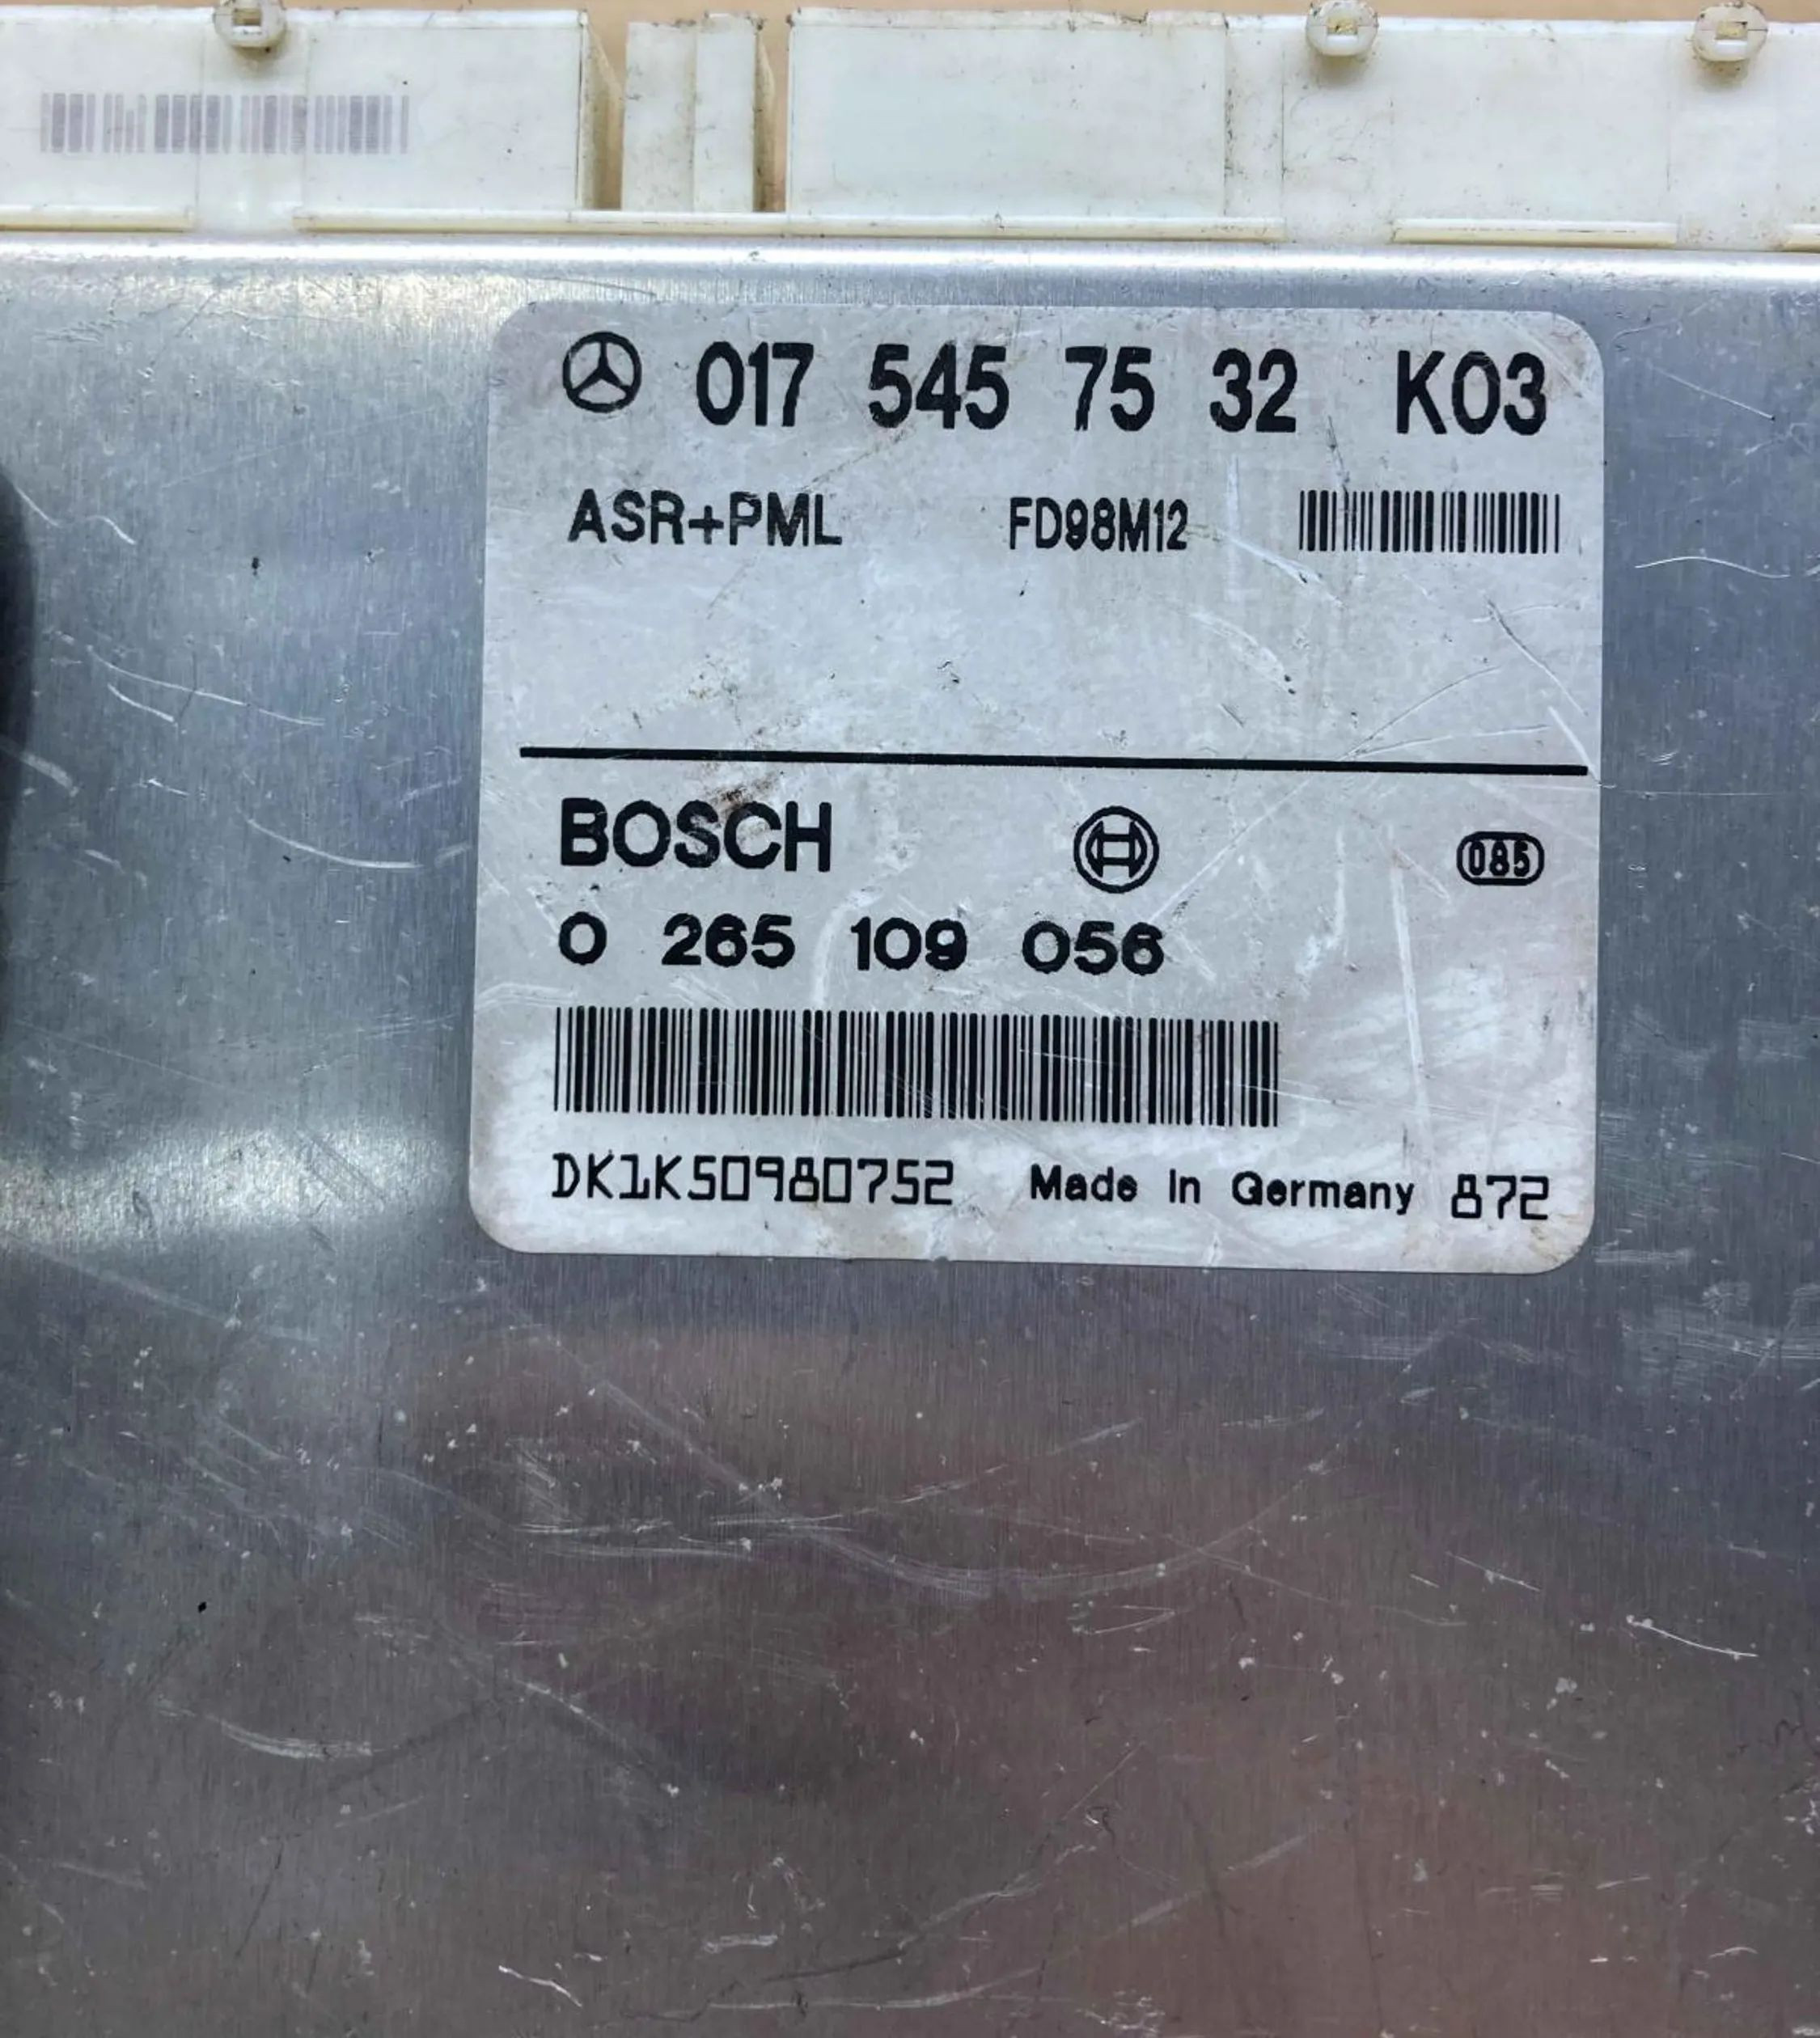 017 545 75 32 K03
ASR+PML FD98M12
BOSCH 085
0 265 109 056
DK1K50980752 Made in Germany 872